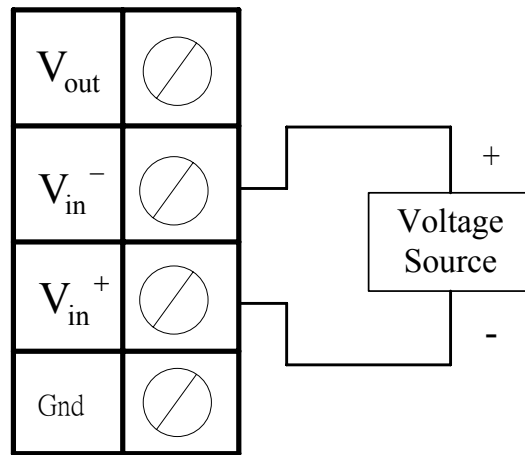 Vout
Vin−
Vin+
Gnd
+
Voltage
Source
-